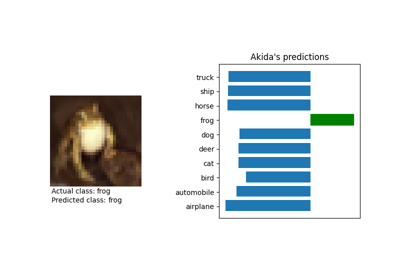 Akida's predictions
truck
ship
horse
frog
dog
deer
cat
bird
automobile
airplane
Actual class: frog
Predicted class: frog